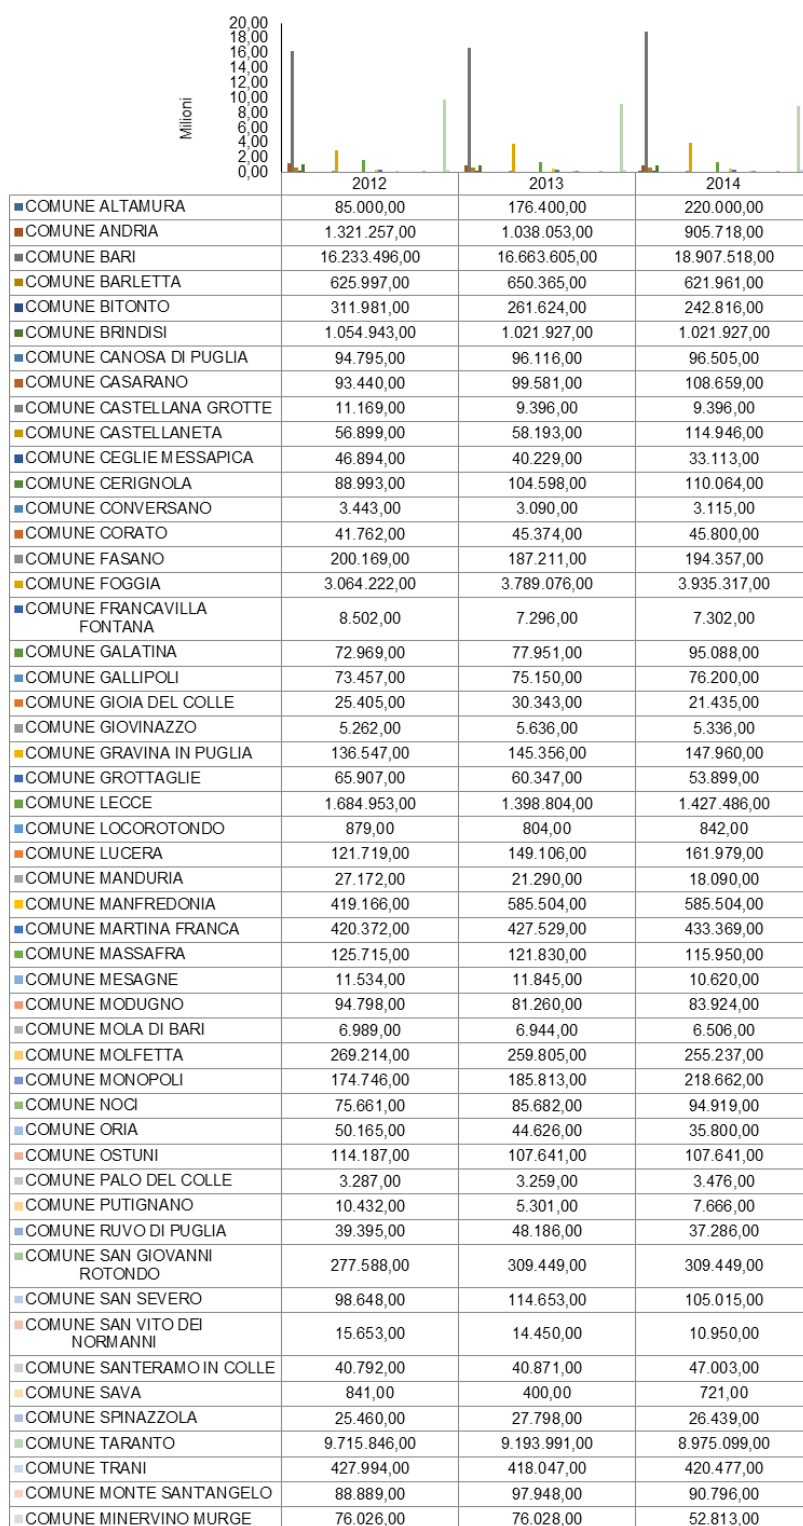 20,00
18,00
16,00
14,00
12,00
10,00
8,00
6,00
4,00
2,00
0,00
Milioni
2012 2013 2014
COMUNE ALTAMURA 85.000,00 176.400,00 220.000,00
COMUNE ANDRIA 1.321.257,00 1.038.053,00 905.718,00
COMUNE BARI 16.233.496,00 16.663.605,00 18.907.518,00
COMUNE BARLETTA 625.997,00 650.365,00 621.961,00
COMUNE BITONTO 311.981,00 261.624,00 242.816,00
COMUNE BRINDISI 1.054.943,00 1.021.927,00 1.021.927,00
COMUNE CANOSA DI PUGLIA 94.795,00 96.116,00 96.505,00
COMUNE CASARANO 93.440,00 99.581,00 108.659,00
COMUNE CASTELLANA GROTTE 11.169,00 9.396,00 9.396,00
COMUNE CASTELLANETA 56.899,00 58.193,00 114.946,00
COMUNE CEGLIE MESSAPICA 46.894,00 40.229,00 33.113,00
COMUNE CERIGNOLA 88.993,00 104.598,00 110.064,00
COMUNE CONVERSANO 3.443,00 3.090,00 3.115,00
COMUNE CORATO 41.762,00 45.374,00 45.800,00
COMUNE FASANO 200.169,00 187.211,00 194.357,00
COMUNE FOGGIA 3.064.222,00 3.789.076,00 3.935.317,00
COMUNE FRANCAVILLA
FONTANA 8.502,00 7.296,00 7.302,00
COMUNE GALATINA 72.969,00 77.951,00 95.088,00
COMUNE GALLIPOLI 73.457,00 75.150,00 76.200,00
COMUNE GIOIA DEL COLLE 25.405,00 30.343,00 21.435,00
COMUNE GIOVINAZZO 5.262,00 5.636,00 5.336,00
COMUNE GRAVINA IN PUGLIA 136.547,00 145.356,00 147.960,00
COMUNE GROTTAGLIE 65.907,00 60.347,00 53.899,00
COMUNE LECCE 1.684.953,00 1.398.804,00 1.427.486,00
COMUNE LOCOROTONDO 879,00 804,00 842,00
COMUNE LUCERA 121.719,00 149.106,00 161.979,00
COMUNE MANDURIA 27.172,00 21.290,00 18.090,00
COMUNE MANFREDONIA 419.166,00 585.504,00 585.504,00
COMUNE MARTINA FRANCA 420.372,00 427.529,00 433.369,00
COMUNE MASSAFRA 125.715,00 121.830,00 115.950,00
COMUNE MESAGNE 11.534,00 11.845,00 10.620,00
COMUNE MODUGNO 94.798,00 81.260,00 83.924,00
COMUNE MOLA DI BARI 6.989,00 6.944,00 6.506,00
COMUNE MOLFETTA 269.214,00 259.805,00 255.237,00
COMUNE MONOPOLI 174.746,00 185.813,00 218.662,00
COMUNE NOCI 75.661,00 85.682,00 94.919,00
COMUNE ORIA 50.165,00 44.626,00 35.800,00
COMUNE OSTUNI 114.187,00 107.641,00 107.641,00
COMUNE PALO DEL COLLE 3.287,00 3.259,00 3.476,00
COMUNE PUTIGNANO 10.432,00 5.301,00 7.666,00
COMUNE RUVO DI PUGLIA 39.395,00 48.186,00 37.286,00
COMUNE SAN GIOVANNI
ROTONDO 277.588,00 309.449,00 309.449,00
COMUNE SAN SEVERO 98.648,00 114.653,00 105.015,00
COMUNE SAN VITO DEI
NORMANNI 15.653,00 14.450,00 10.950,00
COMUNE SANTERAMO IN COLLE 40.792,00 40.871,00 47.003,00
COMUNE SAVA 841,00 400,00 721,00
COMUNE SPINAZZOLA 25.460,00 27.798,00 26.439,00
COMUNE TARANTO 9.715.846,00 9.193.991,00 8.975.099,00
COMUNE TRANI 427.994,00 418.047,00 420.477,00
COMUNE MONTE SANT'ANGELO 88.889,00 97.948,00 90.796,00
COMUNE MINERVINO MURGE 76.026,00 76.028,00 52.813,00